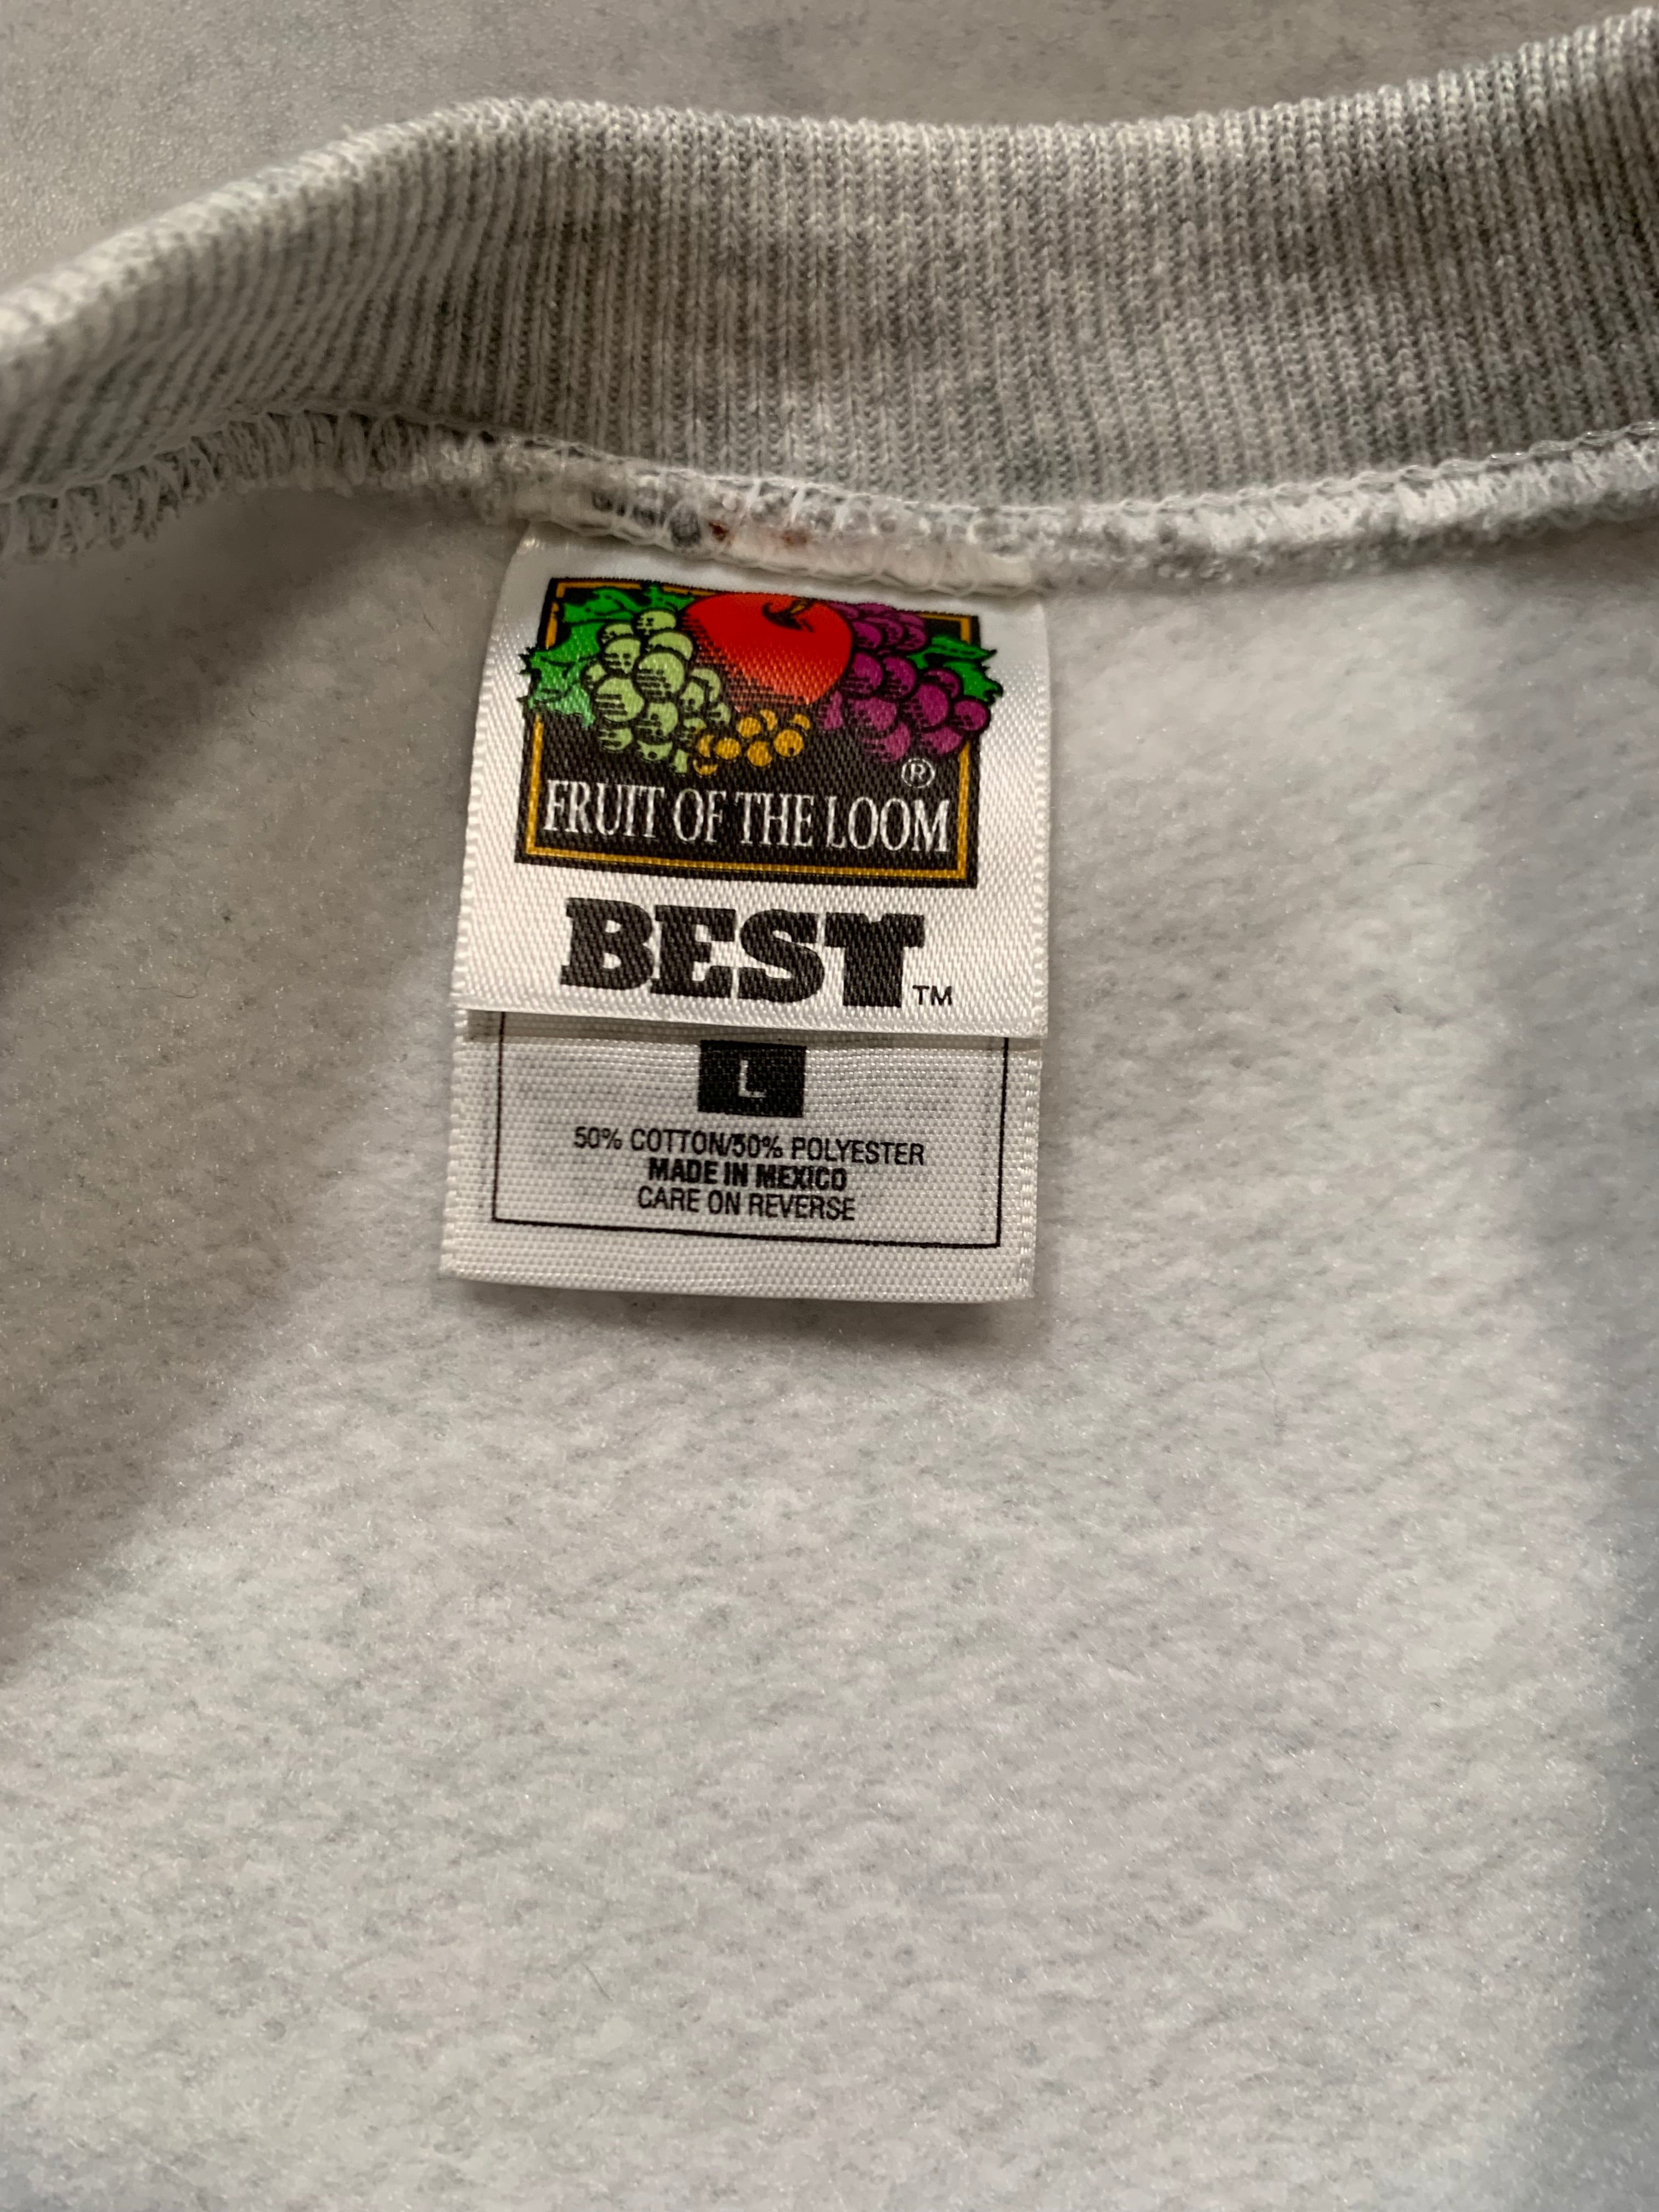 ®
FRUIT OF THE LOOM
BEST™
L
50% COTTON/50% POLYESTER
MADE IN MEXICO
CARE ON REVERSE